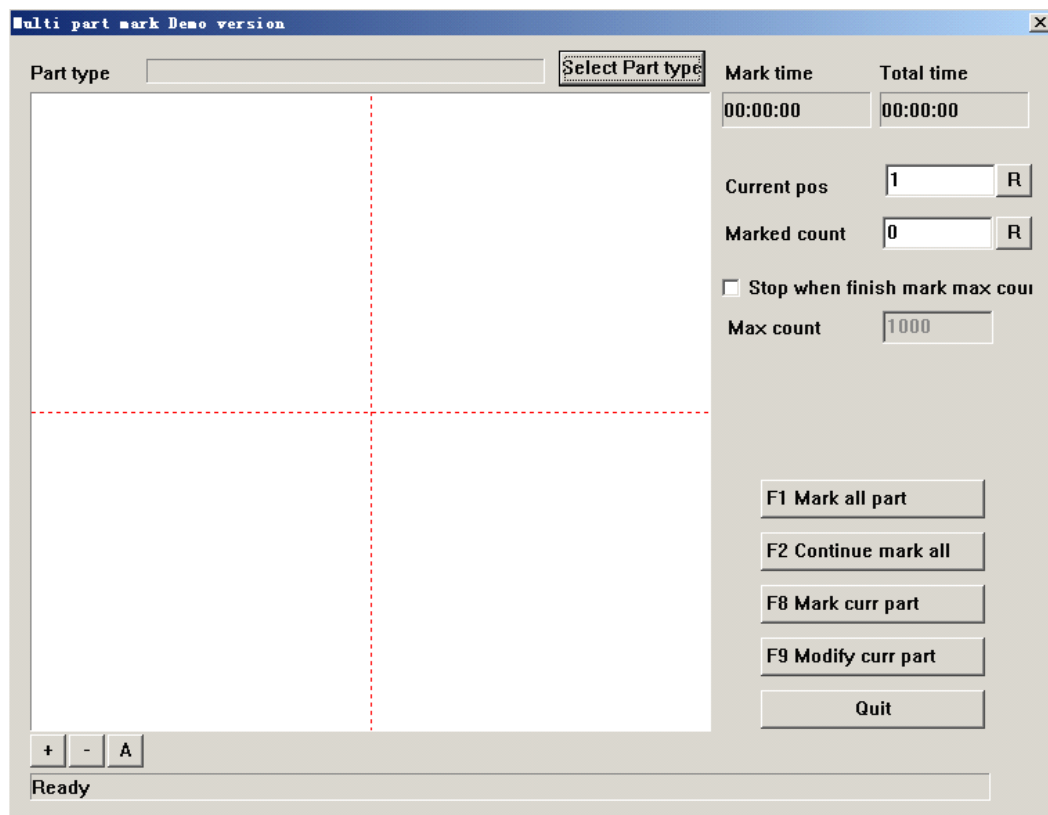 Multi part mark Demo version
Part type
Select Part type
Mark time
Total time
00:00:00
00:00:00
Current pos
1
R
Marked count
0
R
Stop when finish mark max cou
Max count
1000
F1 Mark all part
F2 Continue mark all
F8 Mark curr part
F9 Modify curr part
Quit
+
-
A
Ready